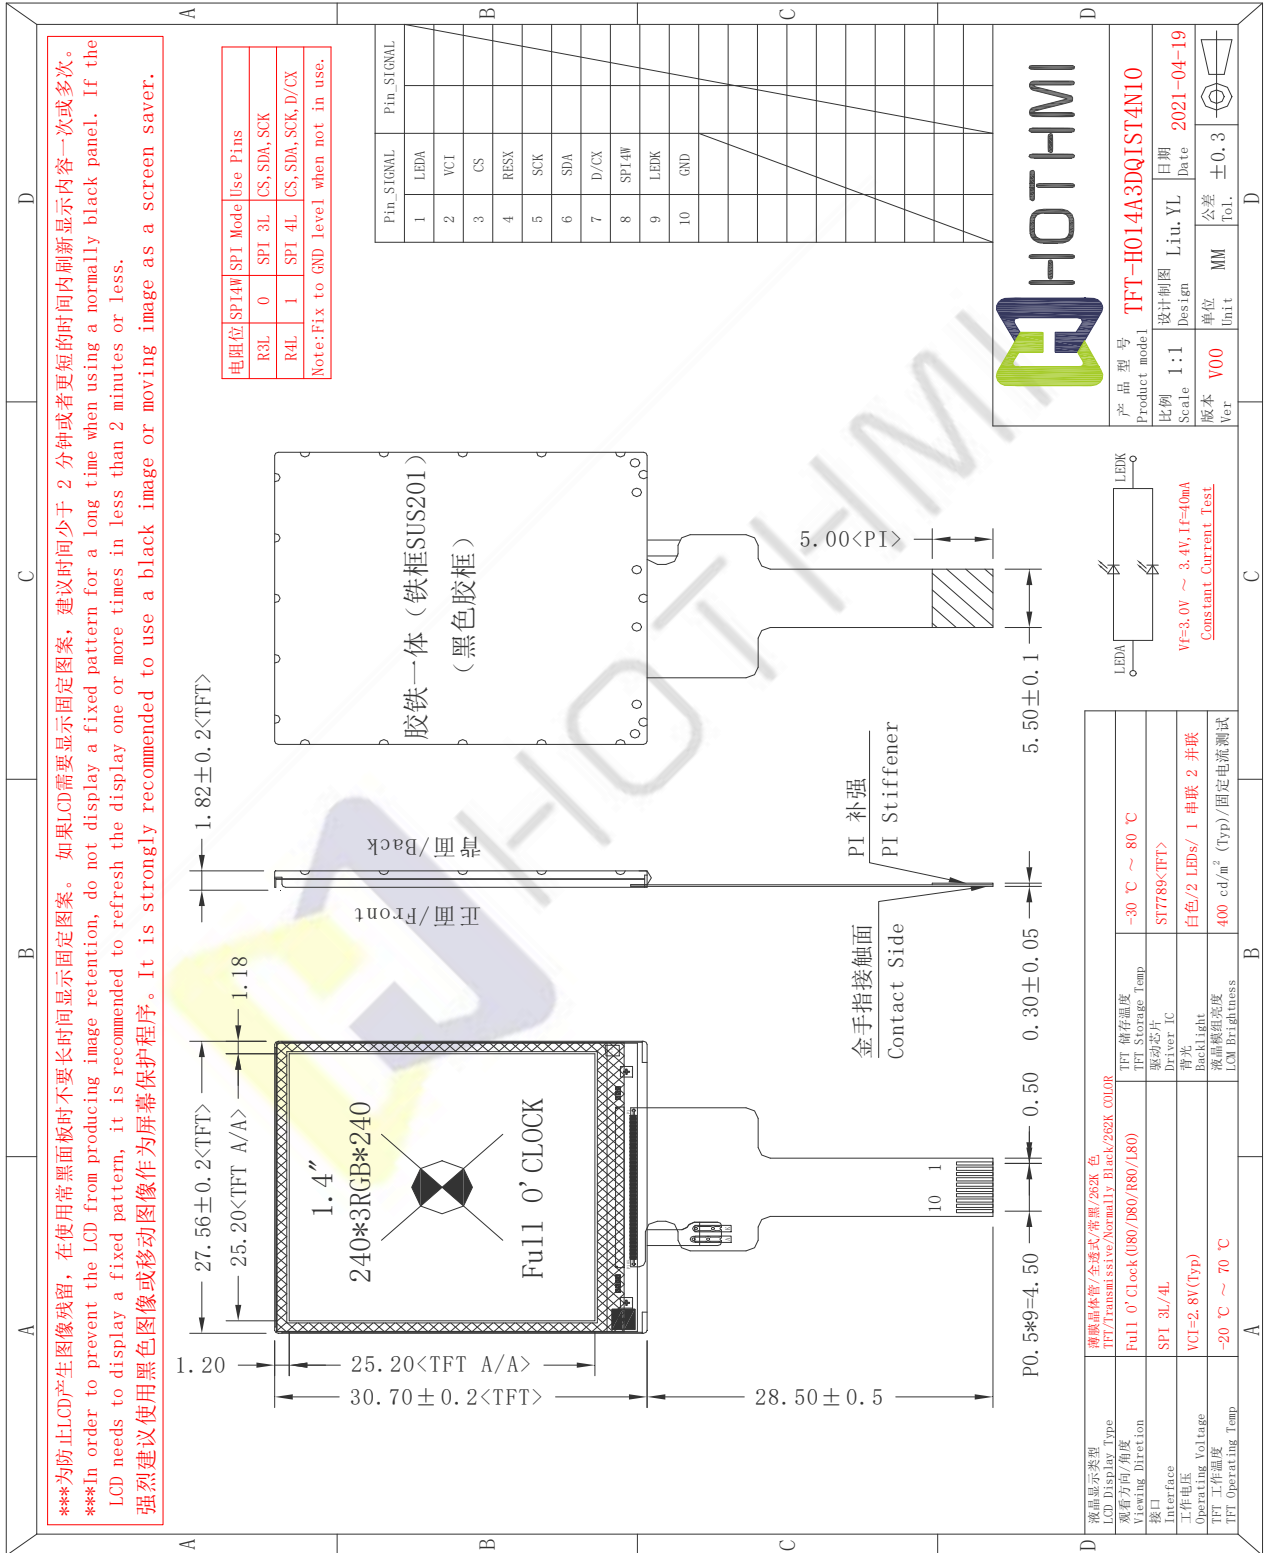 ***为防止LCD产生图像残留，在使用常黑面板时不要长时间显示固定图案。 如果LCD需要显示固定图案，建议时间少于 2 分钟或者更短的时间内刷新显示内容一次或多次。
***In order to prevent the LCD from producing image retention, do not display a fixed pattern for a long time when using a normally black panel. If the
LCD needs to display a fixed pattern, it is recommended to refresh the display one or more times in less than 2 minutes or less.
强烈建议使用黑色图像或移动图像作为屏幕保护程序。It is strongly recommended to use a black image or moving image as a screen saver.
电阻位 SPI4W SPI Mode Use Pins
R3L 0 SPI 3L CS,SDA,SCK
R4L 1 SPI 4L CS,SDA,SCK,D/CX
Note:Fix to GND level when not in use.
Pin_SIGNAL Pin_SIGNAL
1 LEDA
2 VCI
3 CS
4 RESX
5 SCK
6 SDA
7 D/CX
8 SPI4W
9 LEDK
10 GND
27.56±0.2<TFT>
25.20<TFT A/A>
1.18
1.20
25.20<TFT A/A>
30.70±0.2<TFT>
28.50±0.5
1.4"
240*3RGB*240
Full O'CLOCK
10 1
P0.5*9=4.50
0.50
1.82±0.2<TFT>
正面/Front
背面/Back
金手指接触面
Contact Side
PI 补强
PI Stiffener
0.30±0.05
胶铁一体（铁框SUS201）
（黑色胶框）
5.00<PI>
5.50±0.1
LEDA LEDK
Vf=3.0V ～ 3.4V,If=40mA
Constant Current Test
液晶显示类型
LCD Display Type
薄膜晶体管/全透式/常黑/262K 色
TFT/Transmissive/Normally Black/262K COLOR
观看方向/角度
Viewing Diretion
Full O'Clock(U80/D80/R80/L80)
接口
Interface
SPI 3L/4L
工作电压
Operating Voltage
VCI=2.8V(Typ)
TFT 工作温度
TFT Operating Temp
-20 ℃ ～ 70 ℃
TFT 储存温度
TFT Storage Temp
-30 ℃ ～ 80 ℃
驱动芯片
Driver IC
ST7789<TFT>
背光
Backlight
白色/2 LEDs/ 1 串联 2 并联
液晶模组亮度
LCM Brightness
400 cd/m² (Typ)/固定电流测试
HOTHMI
产 品 型 号
Product model
TFT-H014A3DQIST4N10
比例
Scale
1:1
设计制图
Design
Liu.YL
日期
Date
2021-04-19
版本
Ver
V00
单位
Unit
MM
公差
Tol.
±0.3
A B C D
A B C D
A B C D
A B C D
HOTHMI